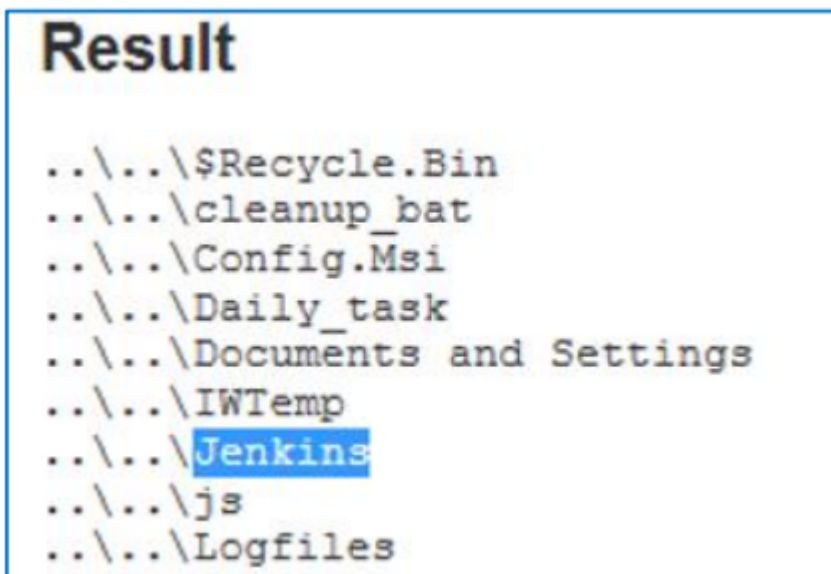 Result
..\..\$Recycle.Bin
..\..\cleanup_bat
..\..\Config.Msi
..\..\Daily_task
..\..\Documents and Settings
..\..\IWTemp
..\..\Jenkins
..\..\js
..\..\Logfiles